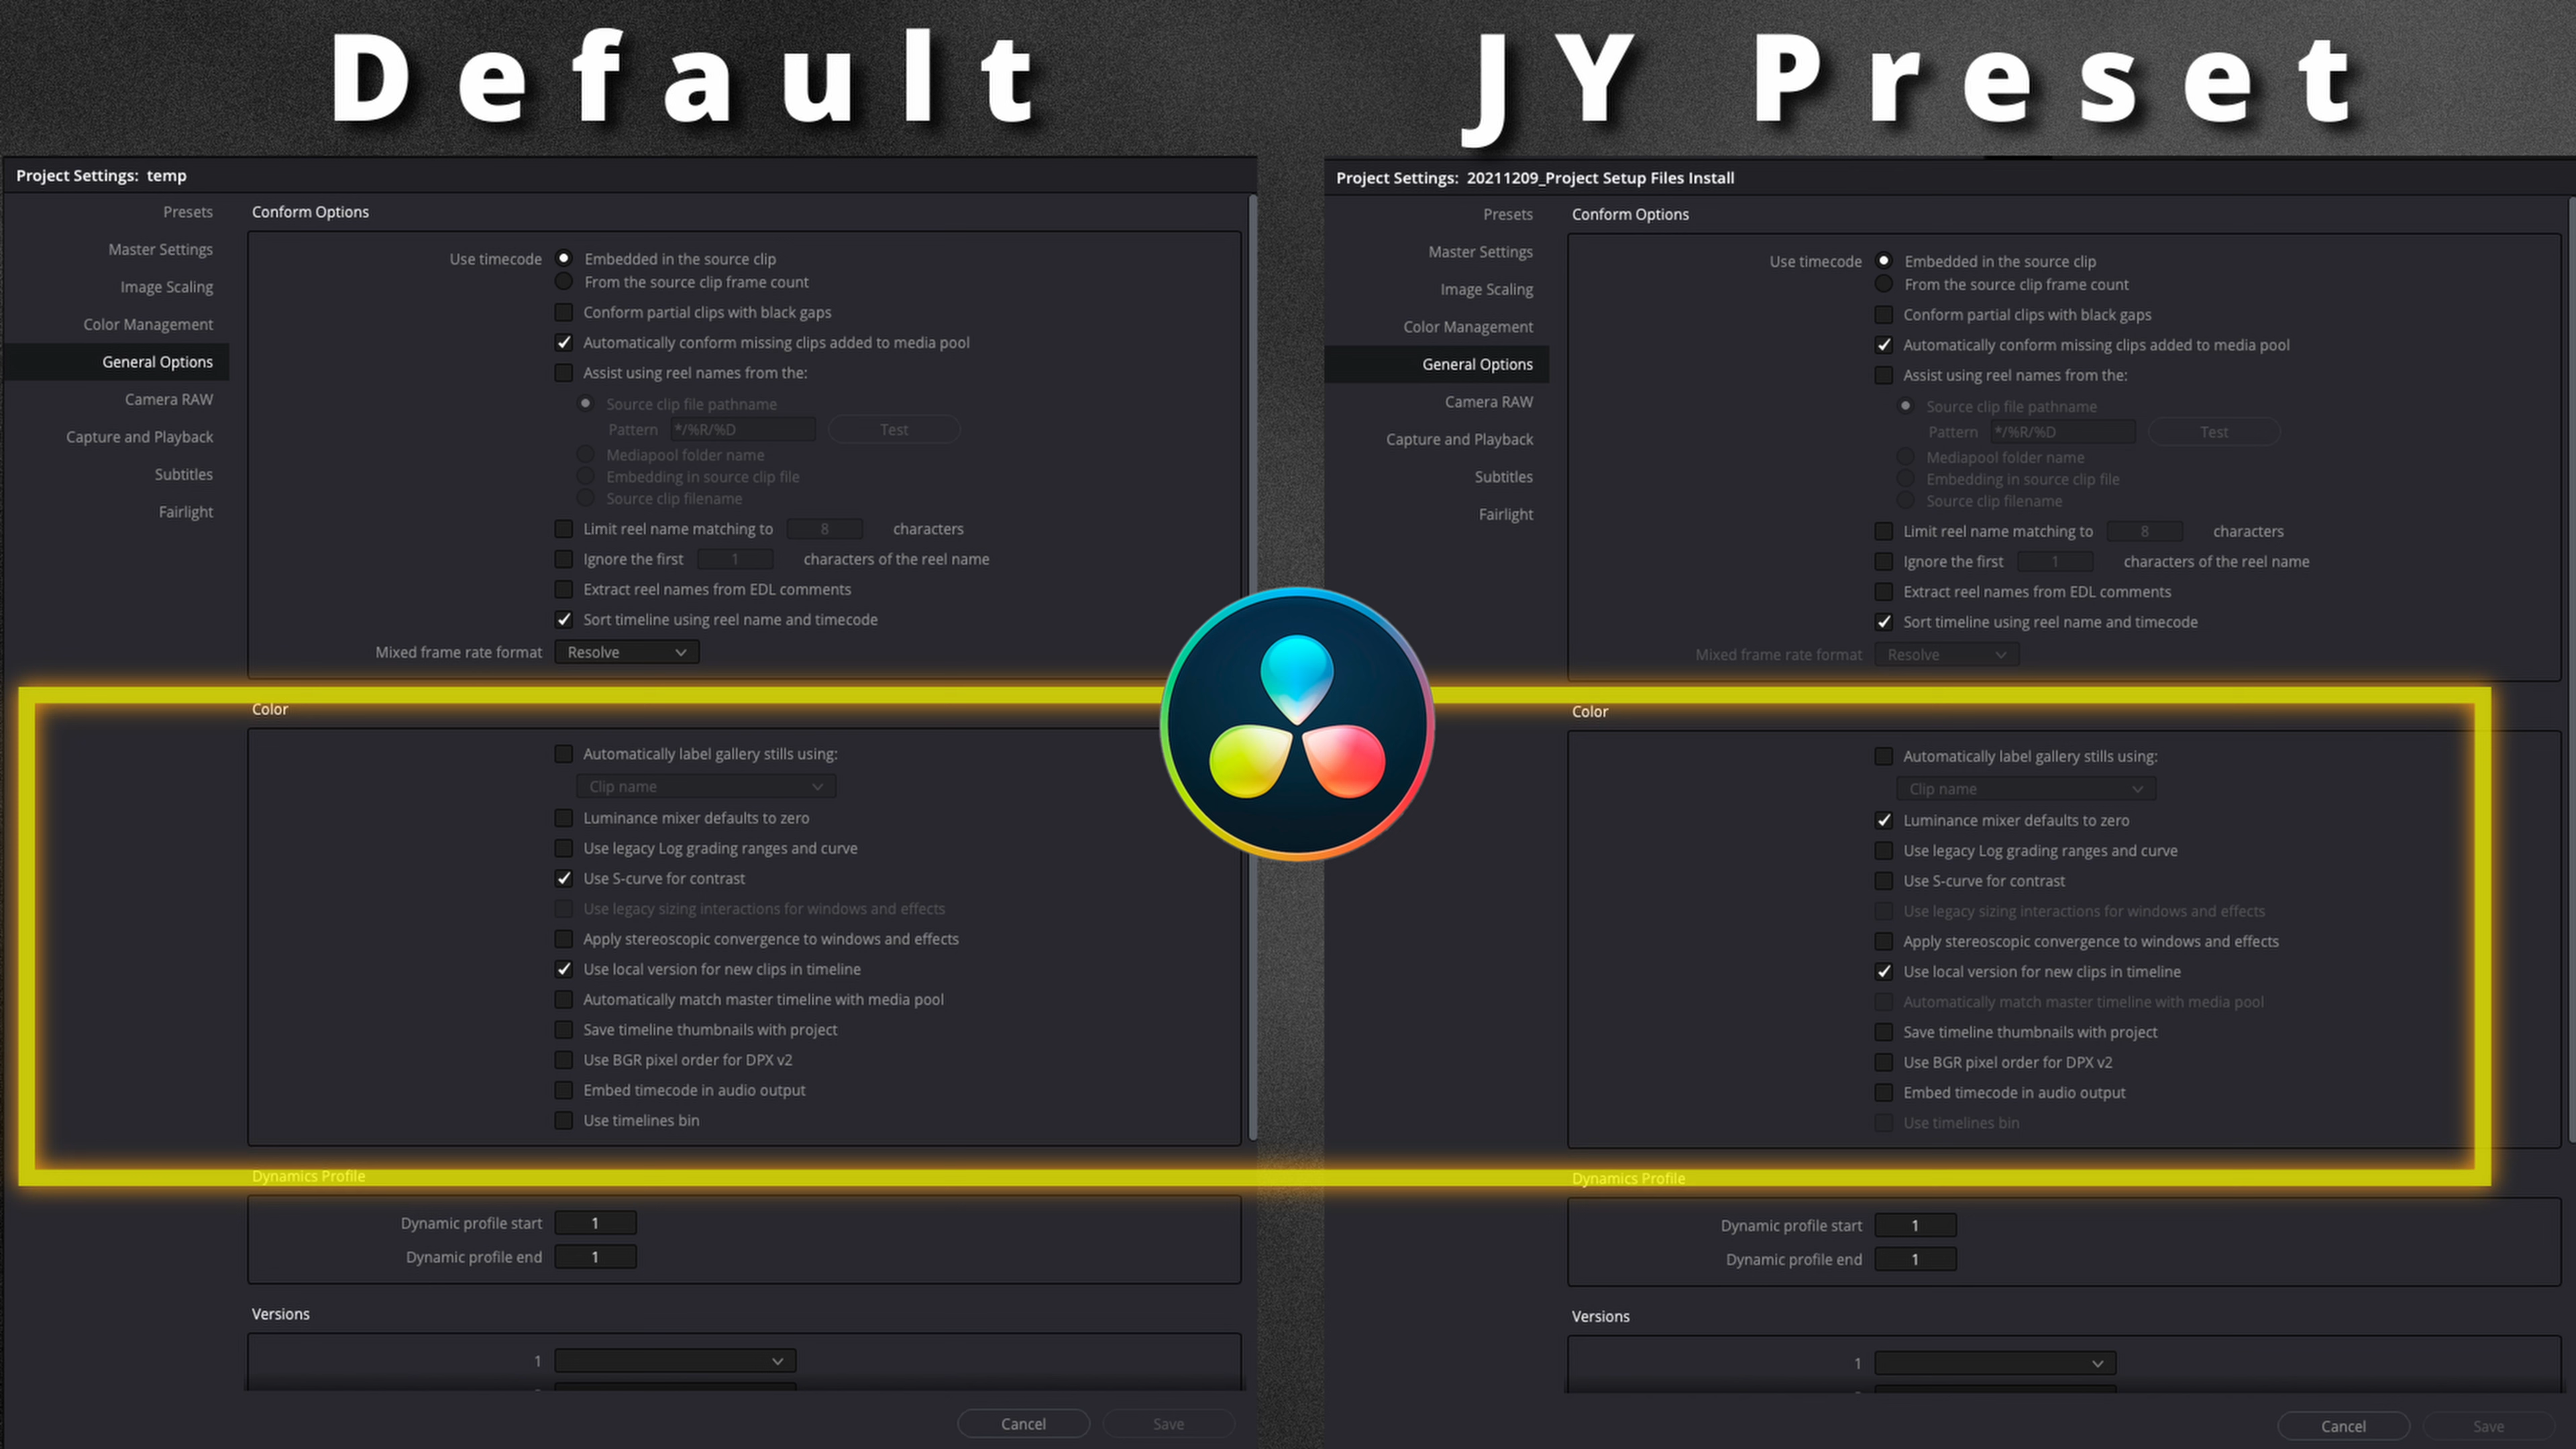 Default
JY Preset
Project Settings: temp
Presets
Master Settings
Image Scaling
Color Management
General Options
Camera RAW
Capture and Playback
Subtitles
Fairlight
Conform Options
Use timecode Embedded in the source clip
From the source clip frame count
Conform partial clips with black gaps
Automatically conform missing clips added to media pool
Assist using reel names from the:
Source clip file pathname
Pattern */%R/%D Test
Mediapool folder name
Embedding in source clip file
Source clip filename
Limit reel name matching to 8 characters
Ignore the first 1 characters of the reel name
Extract reel names from EDL comments
Sort timeline using reel name and timecode
Mixed frame rate format Resolve
Color
Automatically label gallery stills using:
Clip name
Luminance mixer defaults to zero
Use legacy Log grading ranges and curve
Use S-curve for contrast
Use legacy sizing interactions for windows and effects
Apply stereoscopic convergence to windows and effects
Use local version for new clips in timeline
Automatically match master timeline with media pool
Save timeline thumbnails with project
Use BGR pixel order for DPX v2
Embed timecode in audio output
Use timelines bin
Dynamics Profile
Dynamic profile start 1
Dynamic profile end 1
Versions
1
Cancel Save
Project Settings: 20211209_Project Setup Files Install
Presets
Master Settings
Image Scaling
Color Management
General Options
Camera RAW
Capture and Playback
Subtitles
Fairlight
Conform Options
Use timecode Embedded in the source clip
From the source clip frame count
Conform partial clips with black gaps
Automatically conform missing clips added to media pool
Assist using reel names from the:
Source clip file pathname
Pattern */%R/%D Test
Mediapool folder name
Embedding in source clip file
Source clip filename
Limit reel name matching to 8 characters
Ignore the first 1 characters of the reel name
Extract reel names from EDL comments
Sort timeline using reel name and timecode
Mixed frame rate format Resolve
Color
Automatically label gallery stills using:
Clip name
Luminance mixer defaults to zero
Use legacy Log grading ranges and curve
Use S-curve for contrast
Use legacy sizing interactions for windows and effects
Apply stereoscopic convergence to windows and effects
Use local version for new clips in timeline
Automatically match master timeline with media pool
Save timeline thumbnails with project
Use BGR pixel order for DPX v2
Embed timecode in audio output
Use timelines bin
Dynamics Profile
Dynamic profile start 1
Dynamic profile end 1
Versions
1
Cancel Save